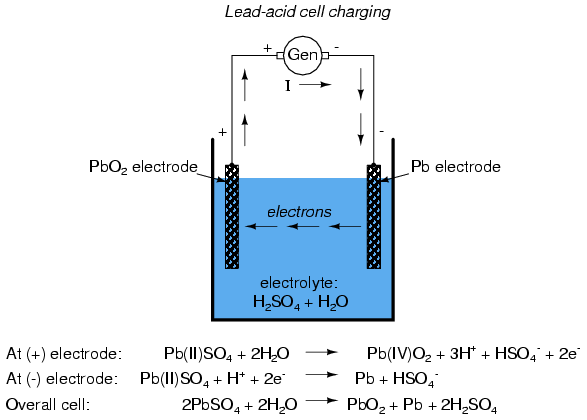 Lead-acid cell charging
+ Gen -
I
+ -
PbO₂ electrode Pb electrode
electrons
electrolyte:
H₂SO₄ + H₂O
At (+) electrode: Pb(II)SO₄ + 2H₂O → Pb(IV)O₂ + 3H⁺ + HSO₄⁻ + 2e⁻
At (-) electrode: Pb(II)SO₄ + H⁺ + 2e⁻ → Pb + HSO₄⁻
Overall cell: 2PbSO₄ + 2H₂O → PbO₂ + Pb + 2H₂SO₄